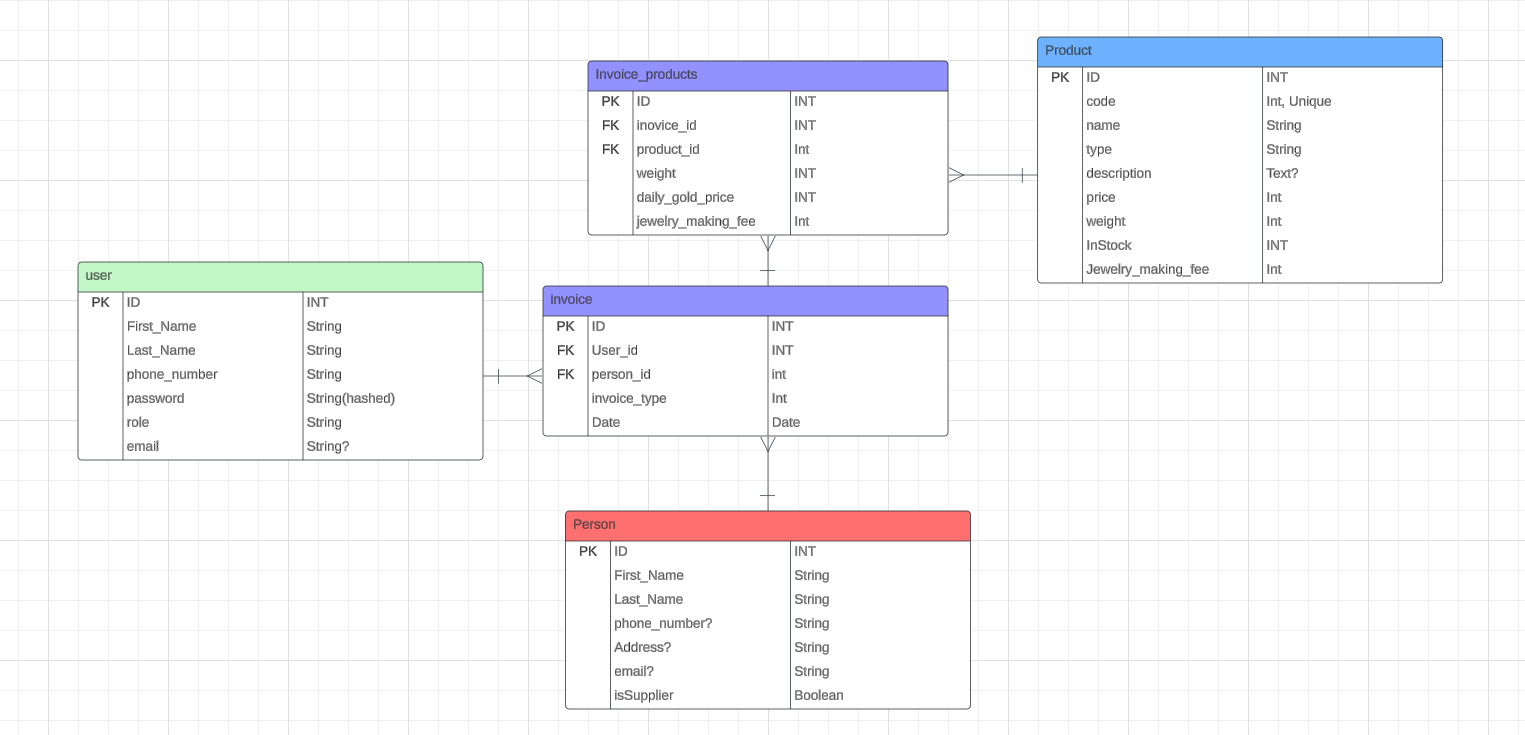 Product
PK ID INT
code Int, Unique
name String
type String
description Text?
price Int
weight Int
InStock INT
Jewelry_making_fee Int
Invoice_products
PK ID INT
FK inovice_id INT
FK product_id Int
weight INT
daily_gold_price INT
jewelry_making_fee Int
user
PK ID INT
First_Name String
Last_Name String
phone_number String
password String(hashed)
role String
email String?
invoice
PK ID INT
FK User_id INT
FK person_id int
invoice_type Int
Date Date
Person
PK ID INT
First_Name String
Last_Name String
phone_number? String
Address? String
email? String
isSupplier Boolean